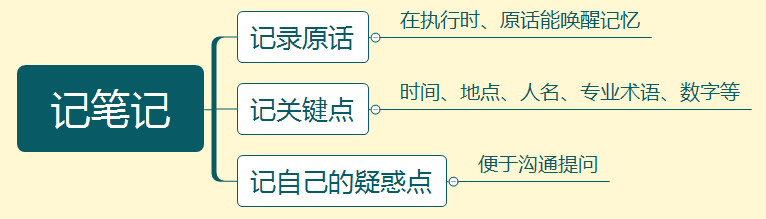 记笔记
记录原话
在执行时、原话能唤醒记忆
记关键点
时间、地点、人名、专业术语、数字等
记自己的疑惑点
便于沟通提问